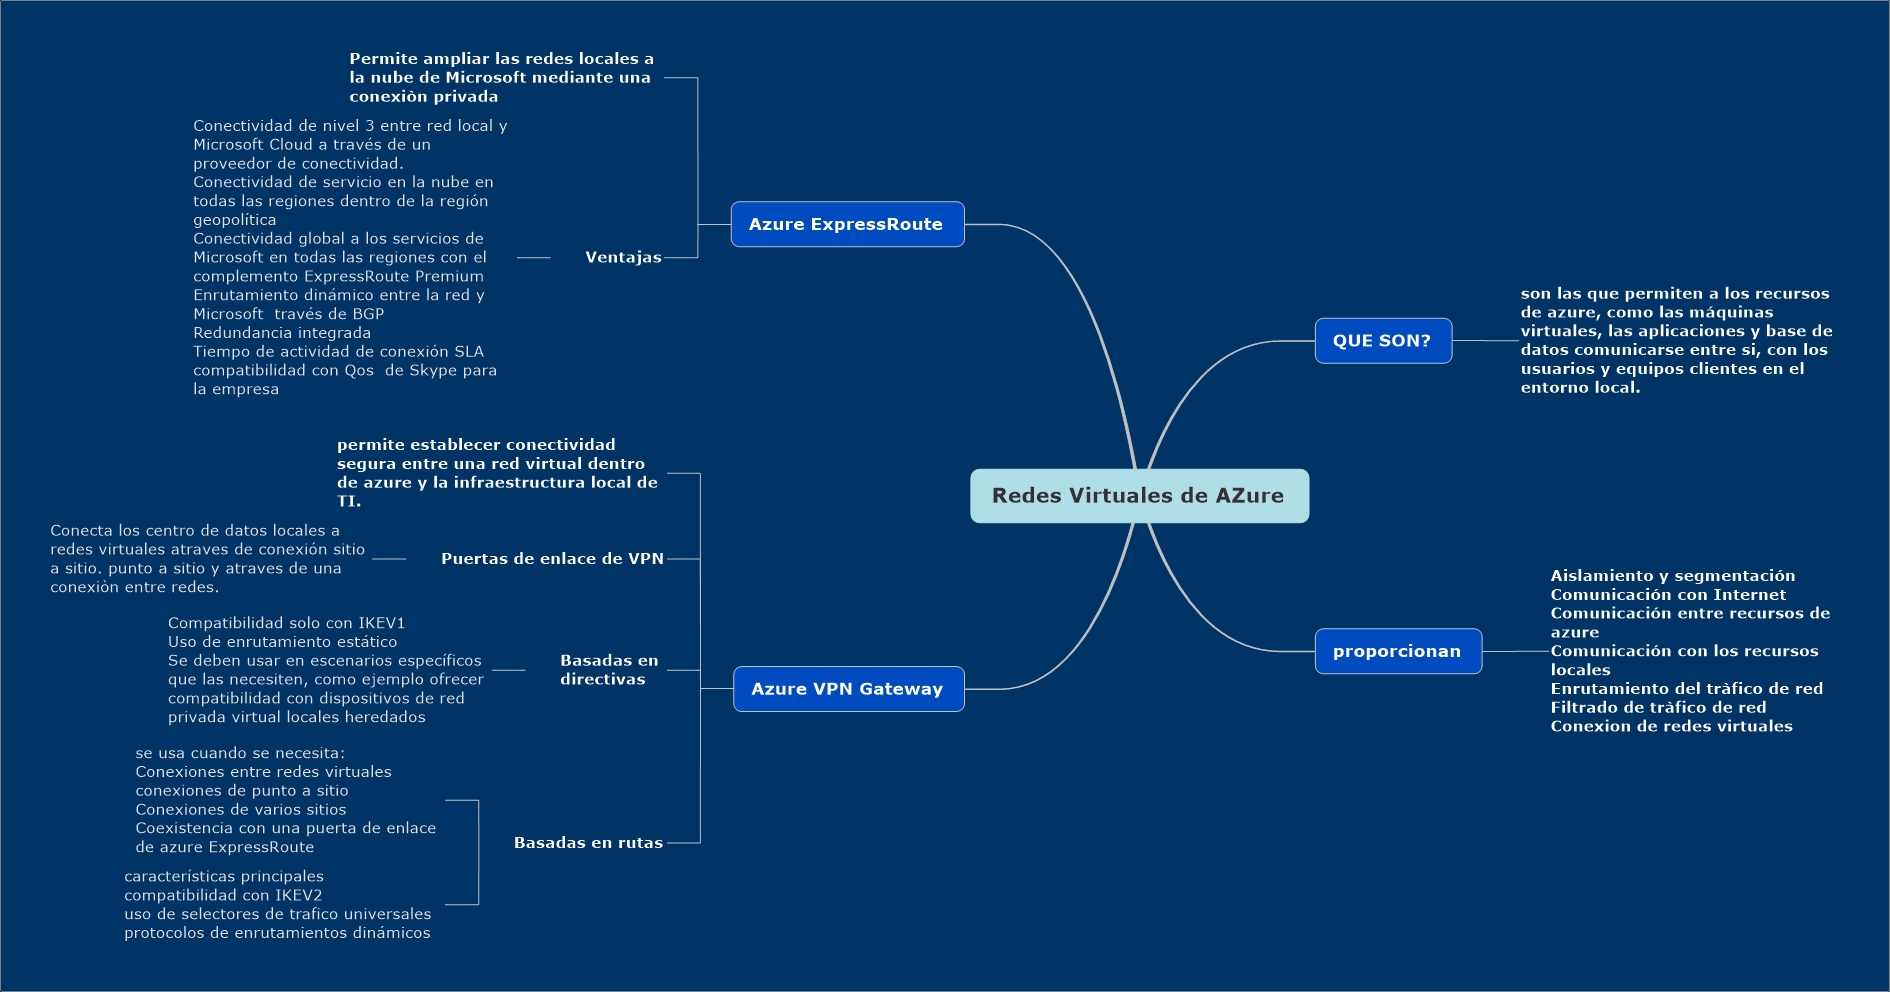 Redes Virtuales de AZure
QUE SON?
son las que permiten a los recursos
de azure, como las máquinas
virtuales, las aplicaciones y base de
datos comunicarse entre si, con los
usuarios y equipos clientes en el
entorno local.
proporcionan
Aislamiento y segmentación
Comunicación con Internet
Comunicación entre recursos de
azure
Comunicación con los recursos
locales
Enrutamiento del tràfico de red
Filtrado de tràfico de red
Conexion de redes virtuales
Azure ExpressRoute
Permite ampliar las redes locales a
la nube de Microsoft mediante una
conexiòn privada
Ventajas
Conectividad de nivel 3 entre red local y
Microsoft Cloud a través de un
proveedor de conectividad.
Conectividad de servicio en la nube en
todas las regiones dentro de la región
geopolítica
Conectividad global a los servicios de
Microsoft en todas las regiones con el
complemento ExpressRoute Premium
Enrutamiento dinámico entre la red y
Microsoft  través de BGP
Redundancia integrada
Tiempo de actividad de conexión SLA
compatibilidad con Qos  de Skype para
la empresa
Azure VPN Gateway
permite establecer conectividad
segura entre una red virtual dentro
de azure y la infraestructura local de
TI.
Puertas de enlace de VPN
Conecta los centro de datos locales a
redes virtuales atraves de conexión sitio
a sitio. punto a sitio y atraves de una
conexiòn entre redes.
Basadas en
directivas
Compatibilidad solo con IKEV1
Uso de enrutamiento estático
Se deben usar en escenarios específicos
que las necesiten, como ejemplo ofrecer
compatibilidad con dispositivos de red
privada virtual locales heredados
Basadas en rutas
se usa cuando se necesita:
Conexiones entre redes virtuales
conexiones de punto a sitio
Conexiones de varios sitios
Coexistencia con una puerta de enlace
de azure ExpressRoute
características principales
compatibilidad con IKEV2
uso de selectores de trafico universales
protocolos de enrutamientos dinámicos